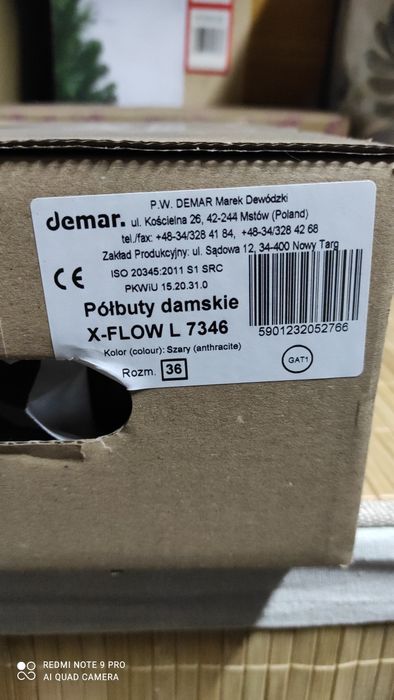 demar.
P.W. DEMAR Marek Dewódzki
ul. Kościelna 26, 42-244 Mstów (Poland)
tel./fax: +48-34/328 41 84, +48-34/328 42 68
Zakład Produkcyjny: ul. Sądowa 12, 34-400 Nowy Targ
CE
ISO 20345:2011 S1 SRC
PKWiU 15.20.31.0
Półbuty damskie
X-FLOW L 7346
5901232052766
Kolor (colour): Szary (anthracite)
Rozm. 36
GAT1
REDMI NOTE 9 PRO
AI QUAD CAMERA